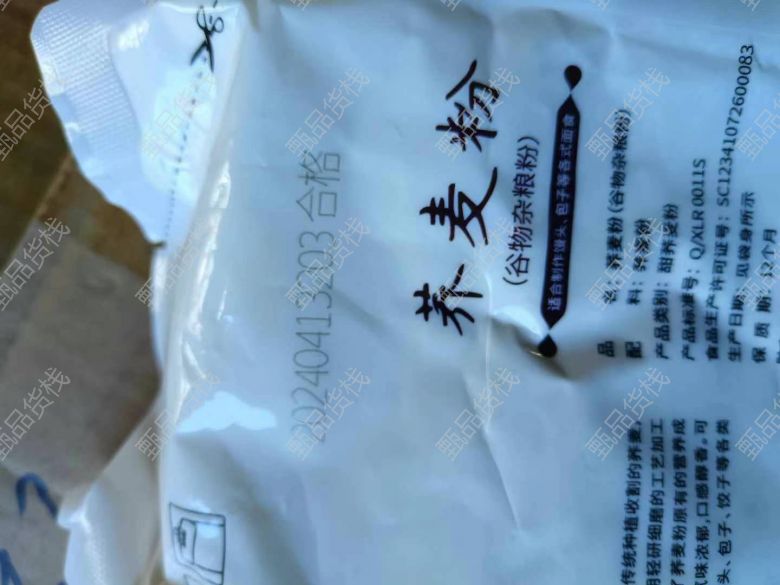 荞麦粉
(谷物杂粮粉)
适合制作馒头、包子等各式面食
20240413203 合格
品 名: 荞麦粉(谷物杂粮粉)
配 料: 荞麦粉
产品类别: 甜荞麦粉
产品标准号: Q/XLR 0011S
食品生产许可证号: SC12341072600083
生产日期: 见袋身所示
保 质 期: 12个月
传统种植收割的荞麦,
轻研细磨的工艺加工
了荞麦粉原有的营养成
味浓郁,口感醇香。可
头、包子、饺子等各类
甄品货栈